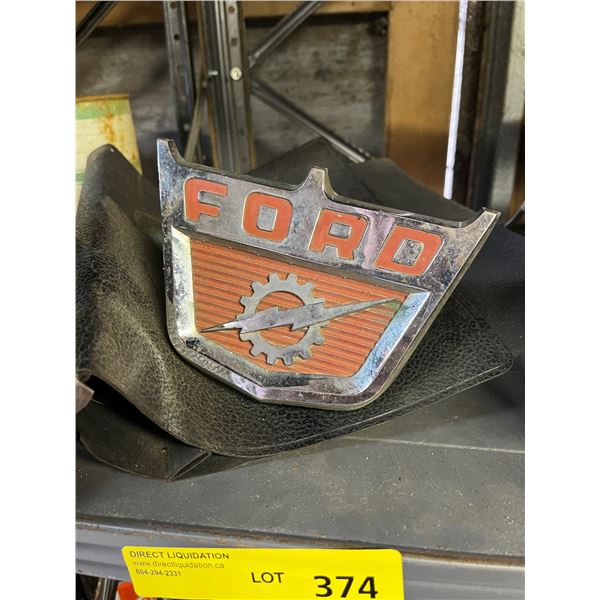 FORD
DIRECT LIQUIDATION
www.directliquidation.ca
604-294-2331
LOT 374